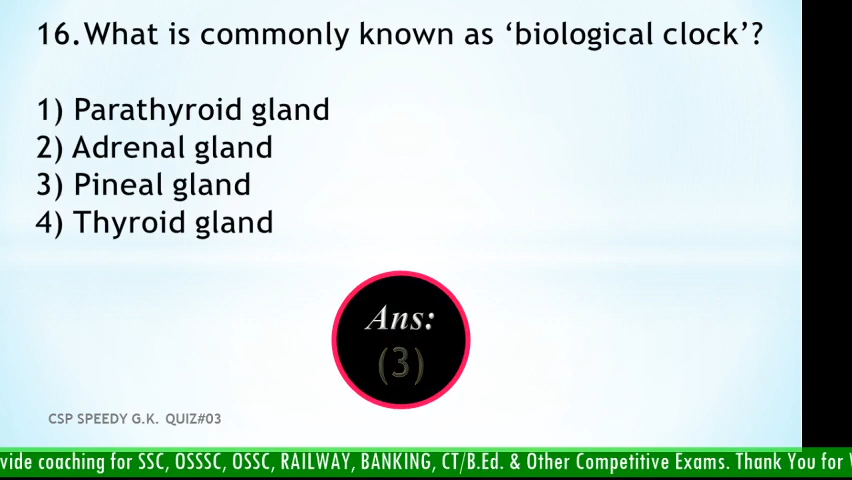 16.What is commonly known as ‘biological clock’?
1) Parathyroid gland
2) Adrenal gland
3) Pineal gland
4) Thyroid gland
Ans:
(3)
CSP SPEEDY G.K. QUIZ#03
vide coaching for SSC, OSSSC, OSSC, RAILWAY, BANKING, CT/B.Ed. & Other Competitive Exams. Thank You for